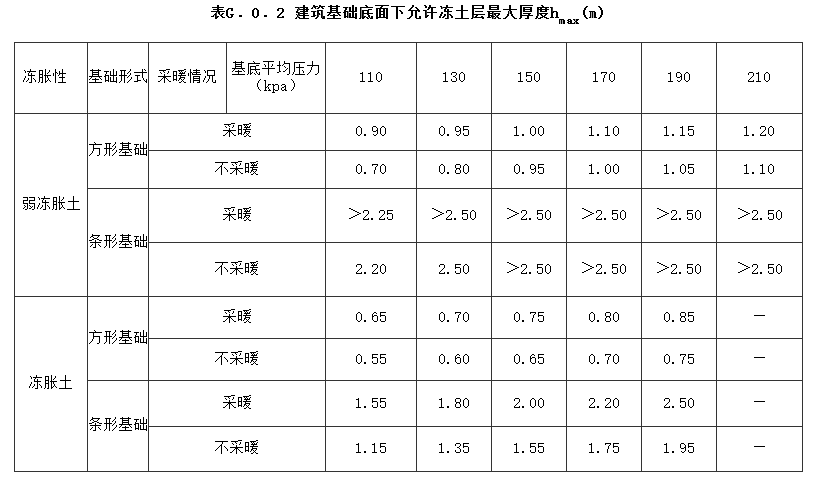 表G．0．2 建筑基础底面下允许冻土层最大厚度hmax(m)
冻胀性 基础形式 采暖情况 基底平均压力（kpa） 110 130 150 170 190 210
弱冻胀土 方形基础 采暖 0.90 0.95 1.00 1.10 1.15 1.20
不采暖 0.70 0.80 0.95 1.00 1.05 1.10
条形基础 采暖 ＞2.25 ＞2.50 ＞2.50 ＞2.50 ＞2.50 ＞2.50
不采暖 2.20 2.50 ＞2.50 ＞2.50 ＞2.50 ＞2.50
冻胀土 方形基础 采暖 0.65 0.70 0.75 0.80 0.85 －
不采暖 0.55 0.60 0.65 0.70 0.75 －
条形基础 采暖 1.55 1.80 2.00 2.20 2.50 －
不采暖 1.15 1.35 1.55 1.75 1.95 －